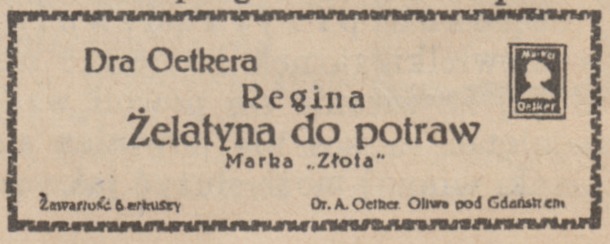 Dra Oetkera
Marka
Oetker
Regina
Żelatyna do potraw
Marka „Złota"
Zawartość 6 arkuszy
Dr. A. Oetker. Oliwa pod Gdańskiem